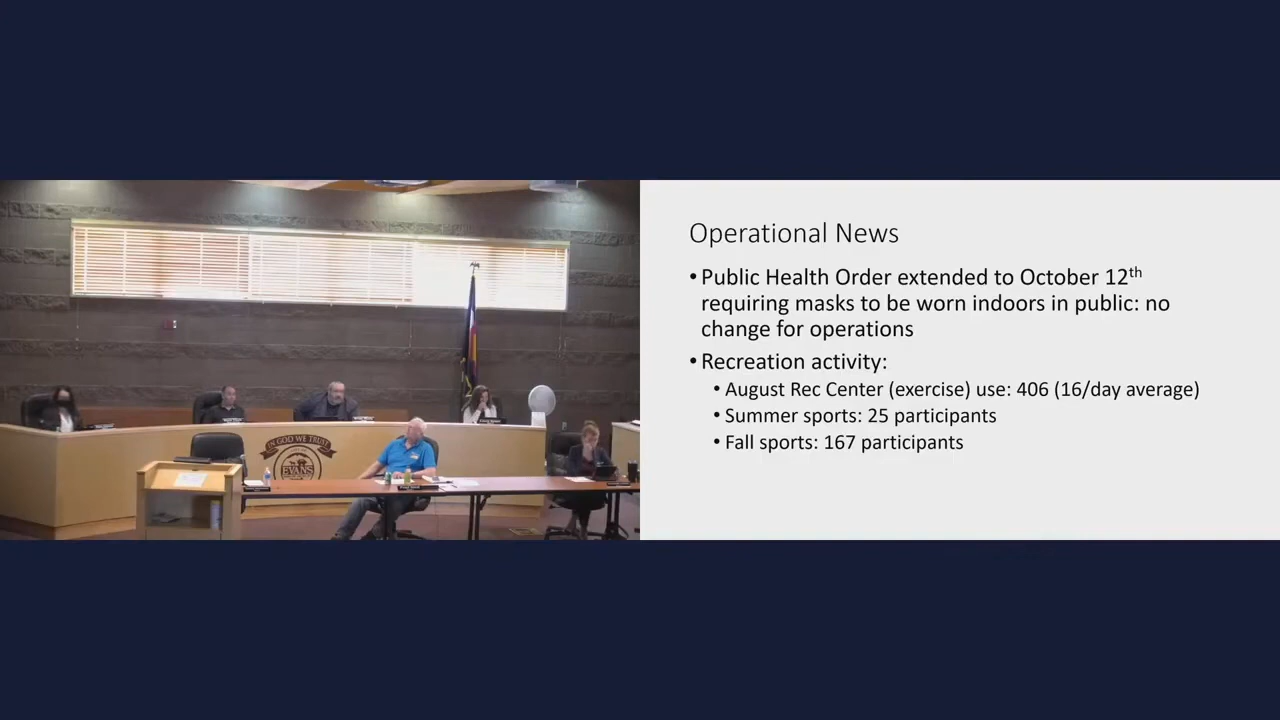 IN GOD WE TRUST
EVANS
Operational News
• Public Health Order extended to October 12th
requiring masks to be worn indoors in public: no
change for operations
• Recreation activity:
• August Rec Center (exercise) use: 406 (16/day average)
• Summer sports: 25 participants
• Fall sports: 167 participants